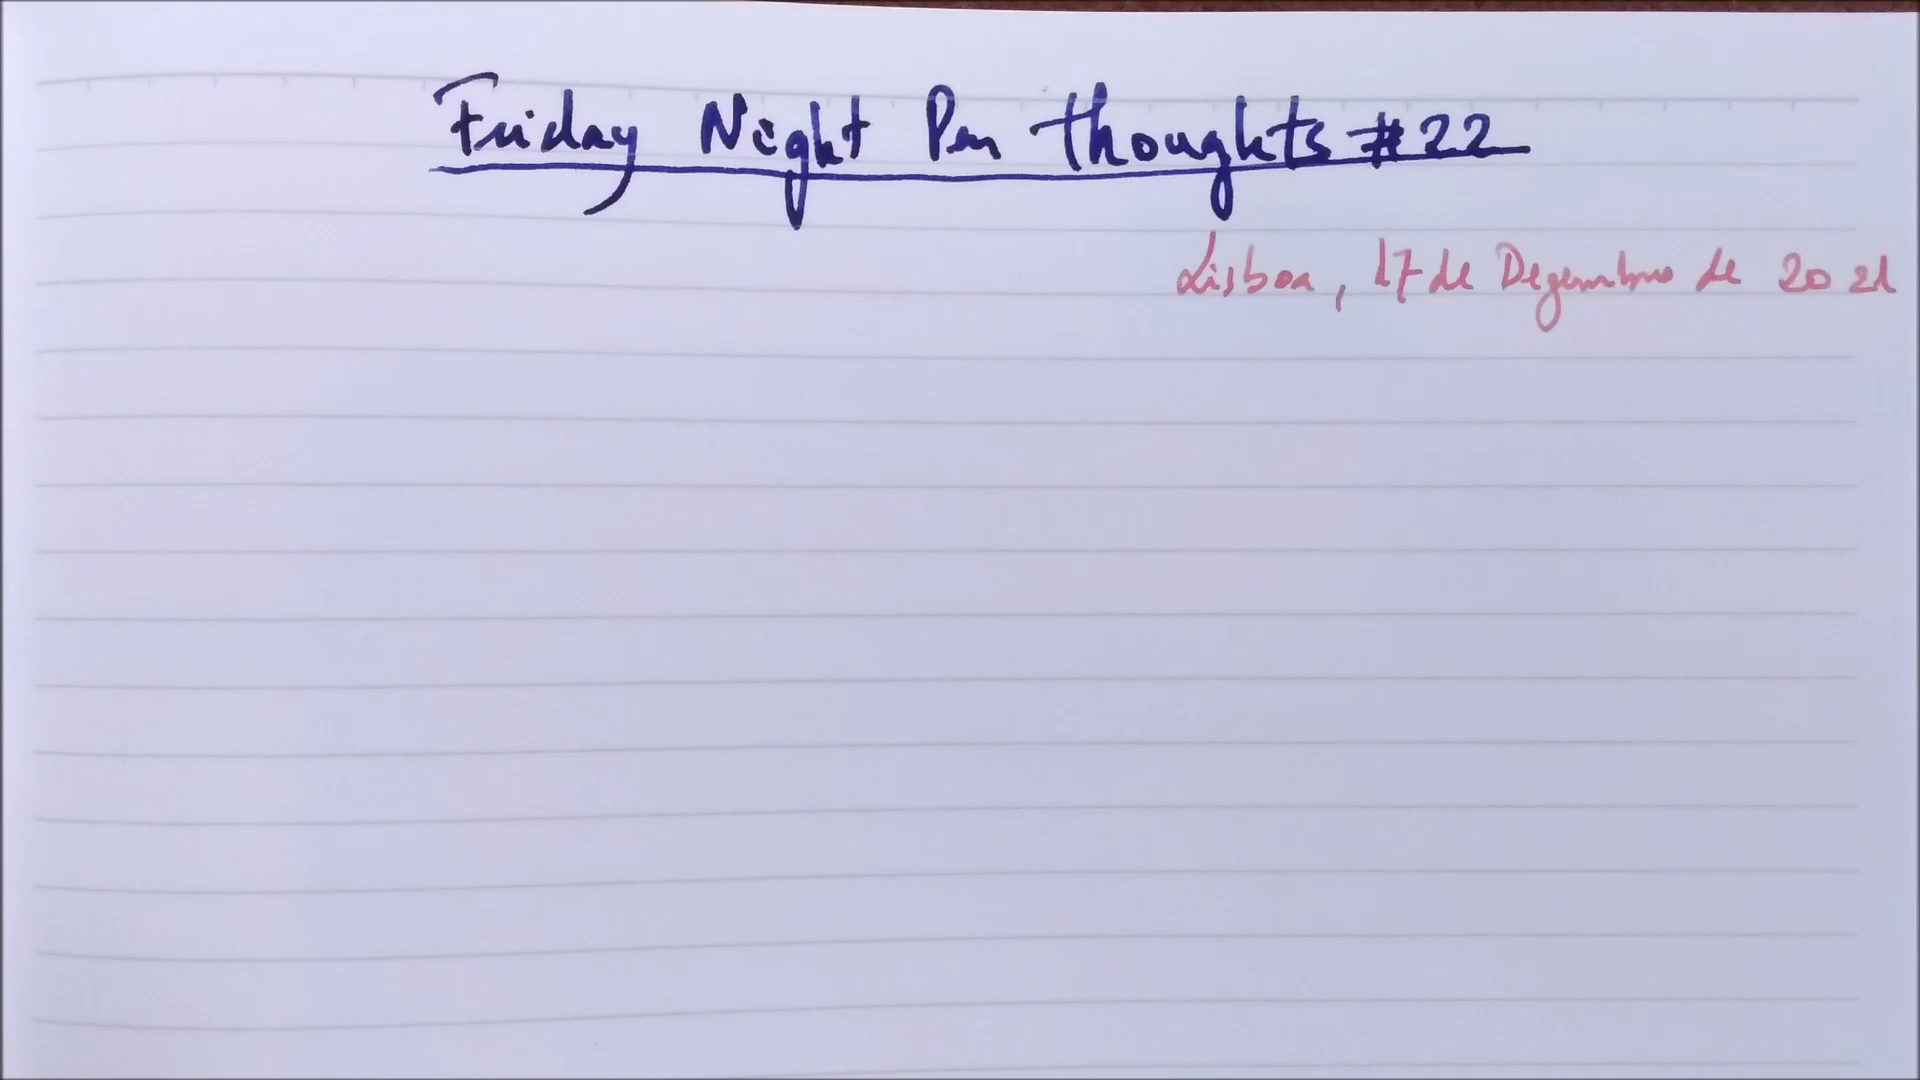 Friday Night Pen Thoughts #22
Lisboa, 17 de Dezembro de 2021